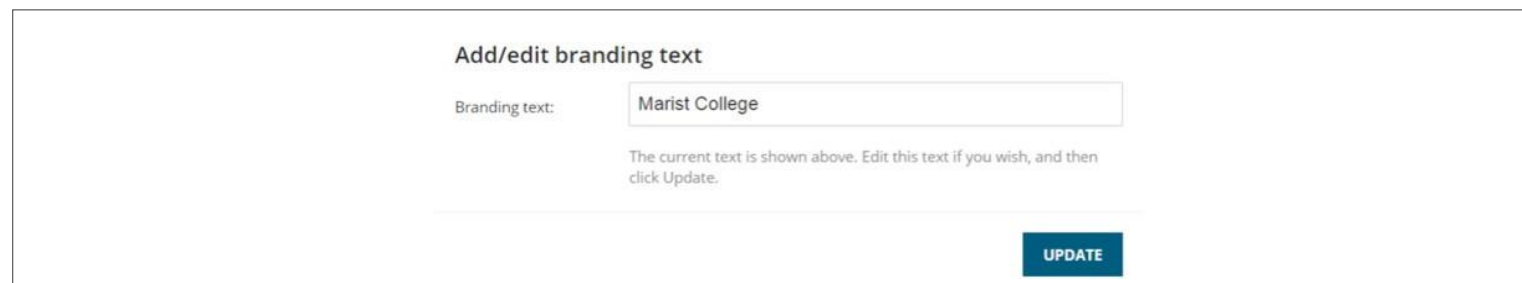 Add/edit branding text
Branding text: Marist College
The current text is shown above. Edit this text if you wish, and then
click Update.
UPDATE